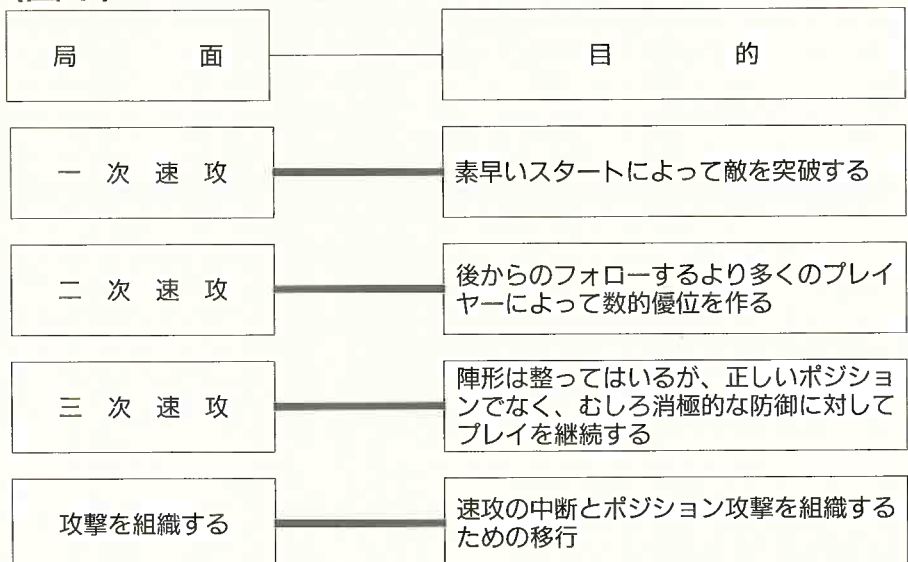 局面 目的
一次速攻 素早いスタートによって敵を突破する
二次速攻 後からのフォローするより多くのプレイ
ヤーによって数的優位を作る
三次速攻 陣形は整ってはいるが、正しいポジショ
ンでなく、むしろ消極的な防御に対して
プレイを継続する
攻撃を組織する 速攻の中断とポジション攻撃を組織する
ための移行